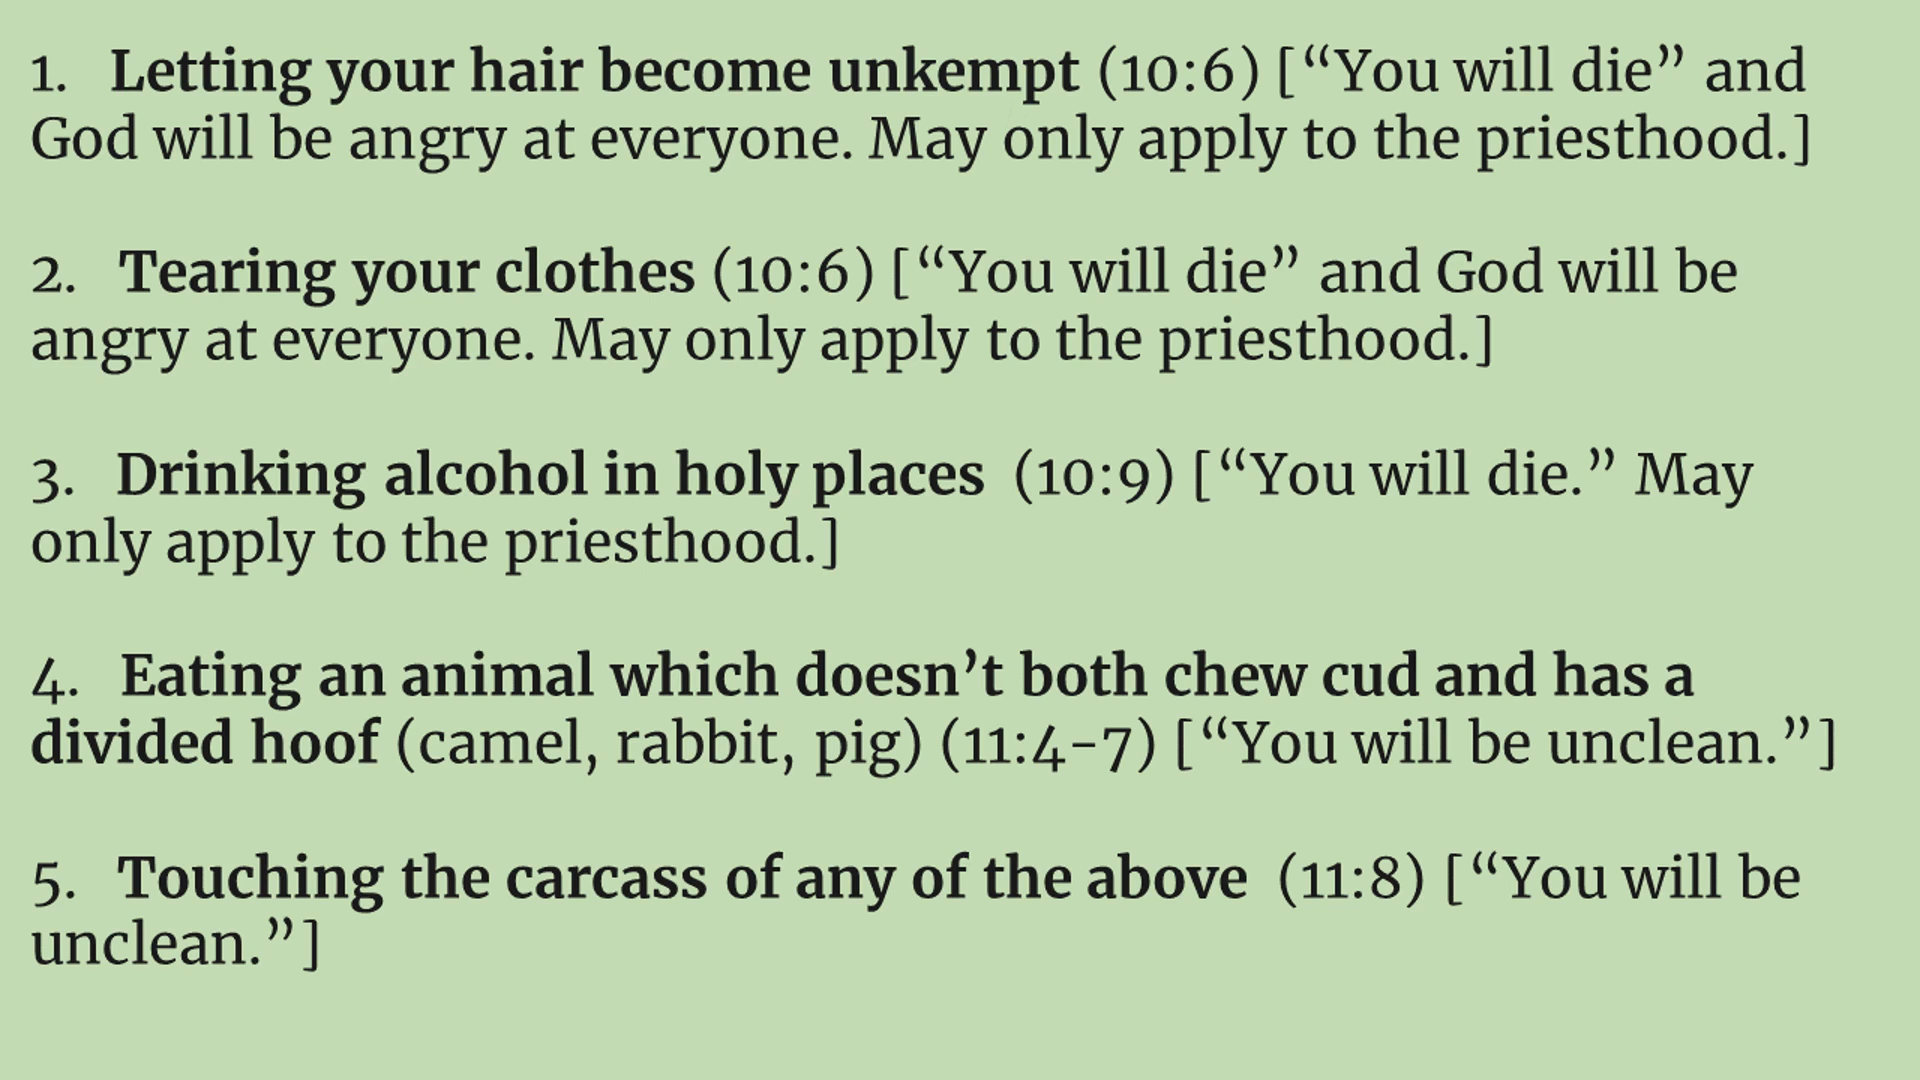 1. Letting your hair become unkempt (10:6) [“You will die” and
God will be angry at everyone. May only apply to the priesthood.]
2. Tearing your clothes (10:6) [“You will die” and God will be
angry at everyone. May only apply to the priesthood.]
3. Drinking alcohol in holy places (10:9) [“You will die.” May
only apply to the priesthood.]
4. Eating an animal which doesn’t both chew cud and has a
divided hoof (camel, rabbit, pig) (11:4-7) [“You will be unclean.”]
5. Touching the carcass of any of the above (11:8) [“You will be
unclean.”]